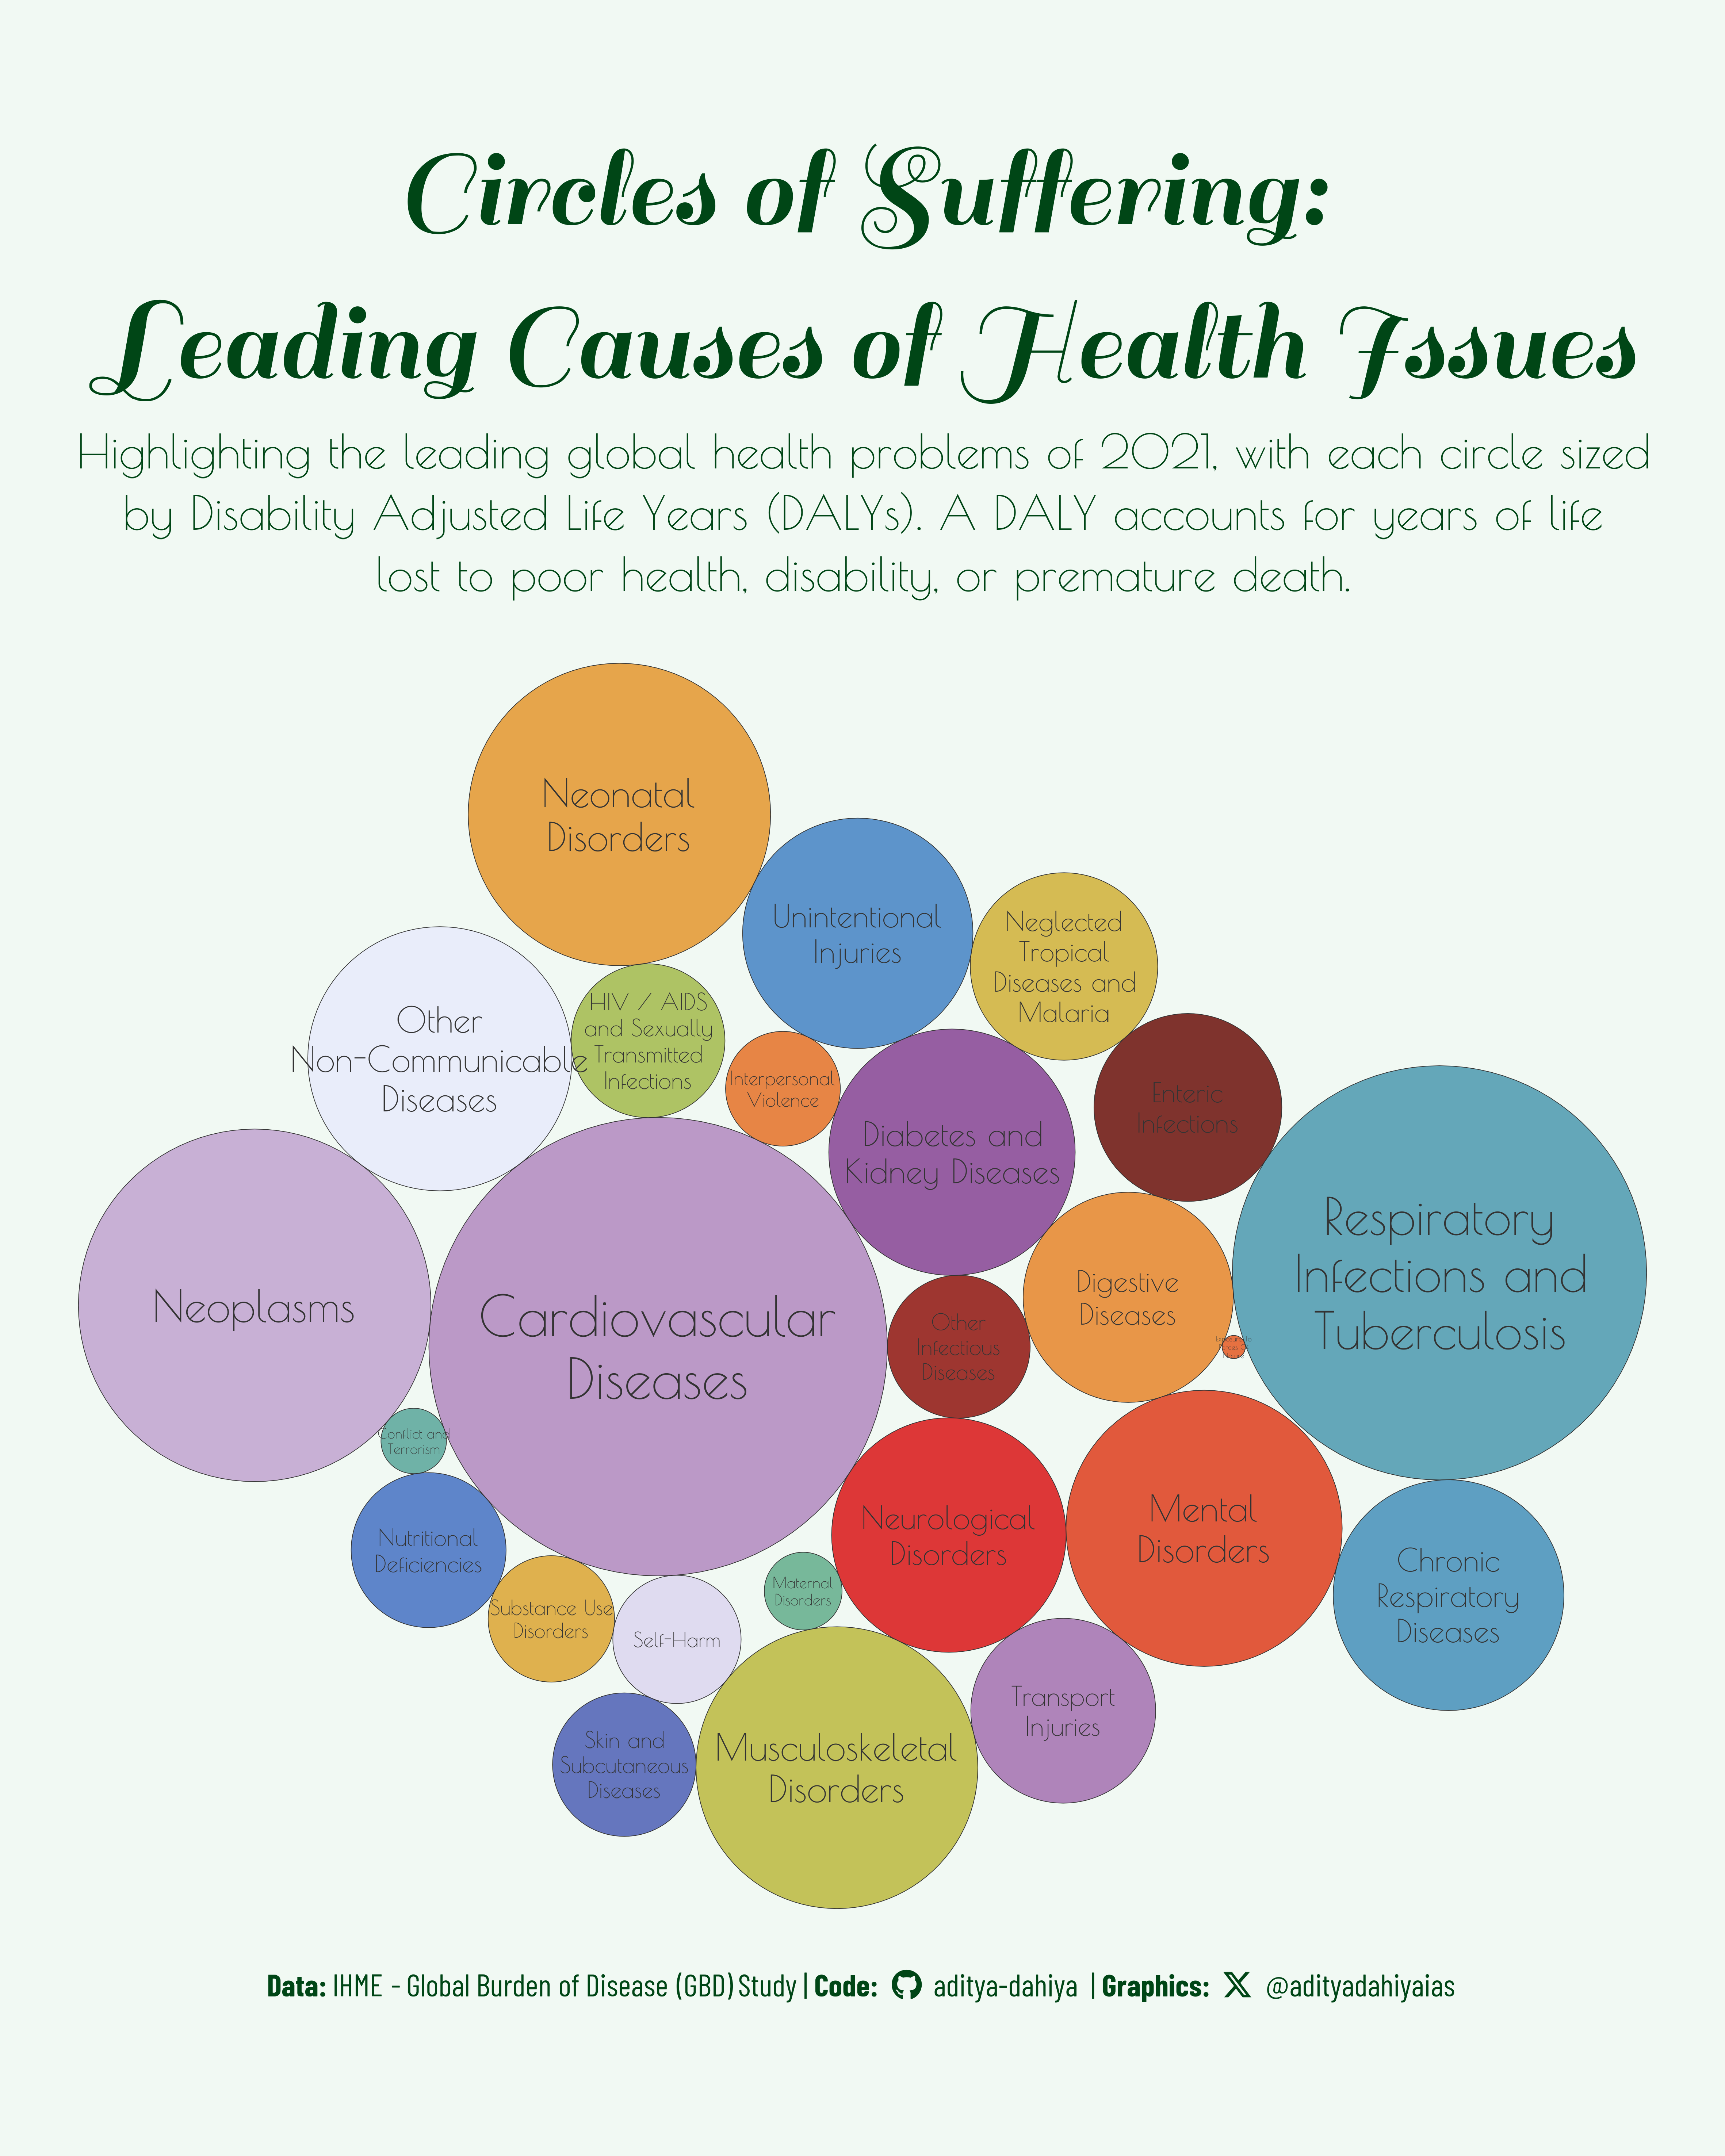 Circles of Suffering:
Leading Causes of Health Issues
Highlighting the leading global health problems of 2021, with each circle sized
by Disability Adjusted Life Years (DALYs). A DALY accounts for years of life
lost to poor health, disability, or premature death.
Neonatal
Disorders
Unintentional
Injuries
Neglected
Tropical
Diseases and
Malaria
Other
Non-Communicable
Diseases
HIV / AIDS
and Sexually
Transmitted
Infections
Interpersonal
Violence
Enteric
Infections
Diabetes and
Kidney Diseases
Respiratory
Infections and
Tuberculosis
Neoplasms
Cardiovascular
Diseases
Other
Infectious
Diseases
Digestive
Diseases
Conflict and
Terrorism
Nutritional
Deficiencies
Neurological
Disorders
Mental
Disorders
Chronic
Respiratory
Diseases
Maternal
Disorders
Substance Use
Disorders
Self-Harm
Transport
Injuries
Skin and
Subcutaneous
Diseases
Musculoskeletal
Disorders
Data: IHME - Global Burden of Disease (GBD) Study | Code: aditya-dahiya | Graphics: X @adityadahiyaias